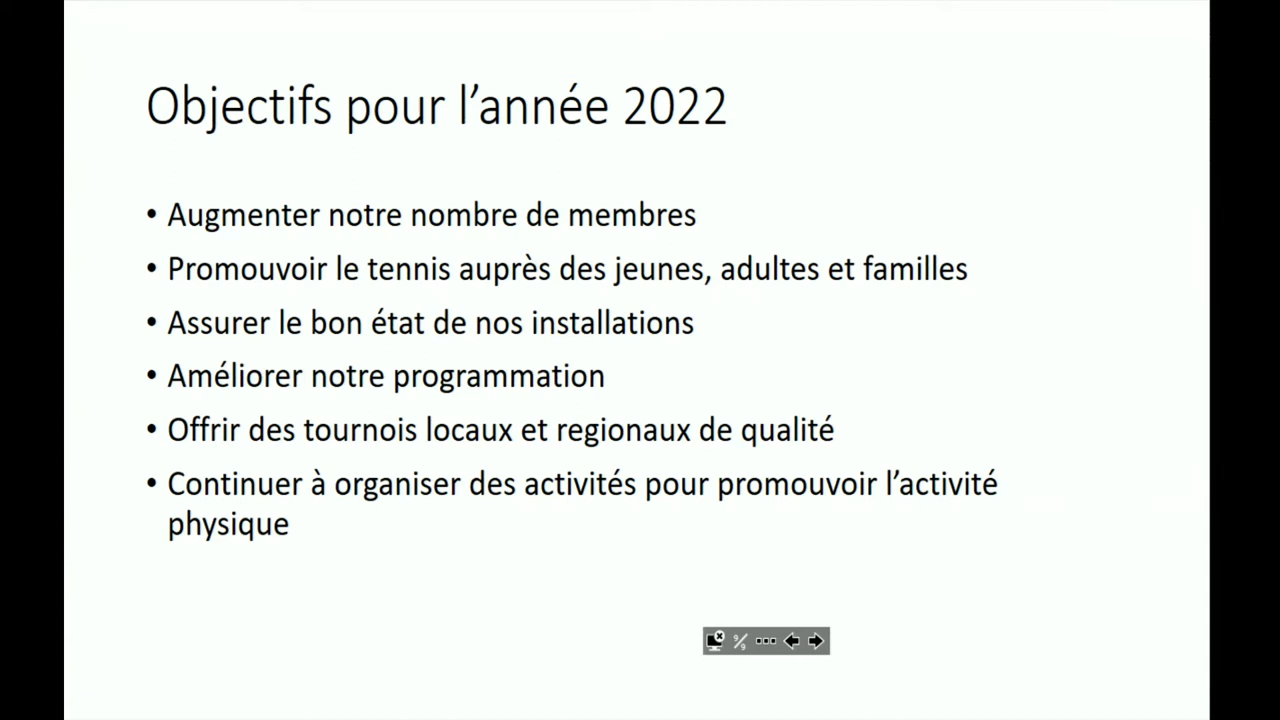 Objectifs pour l’année 2022
• Augmenter notre nombre de membres
• Promouvoir le tennis auprès des jeunes, adultes et familles
• Assurer le bon état de nos installations
• Améliorer notre programmation
• Offrir des tournois locaux et regionaux de qualité
• Continuer à organiser des activités pour promouvoir l’activité
physique
9/9